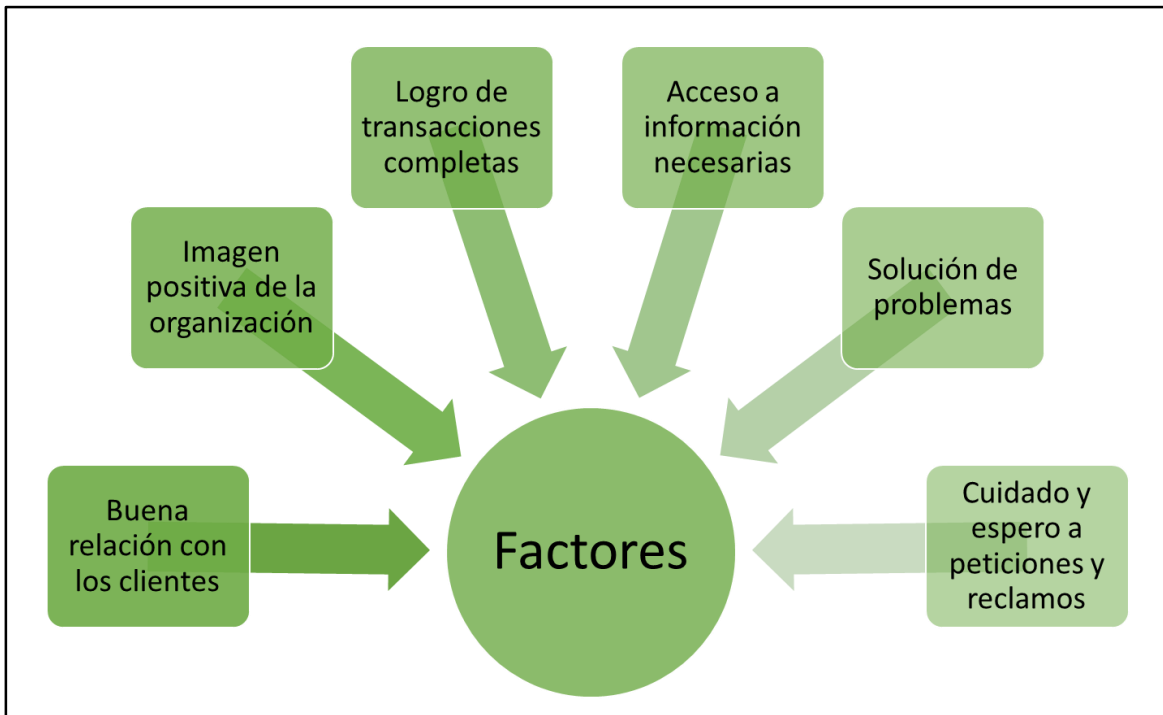 Logro de
transacciones
completas
Acceso a
información
necesarias
Imagen
positiva de la
organización
Solución de
problemas
Buena
relación con
los clientes
Factores
Cuidado y
espero a
peticiones y
reclamos